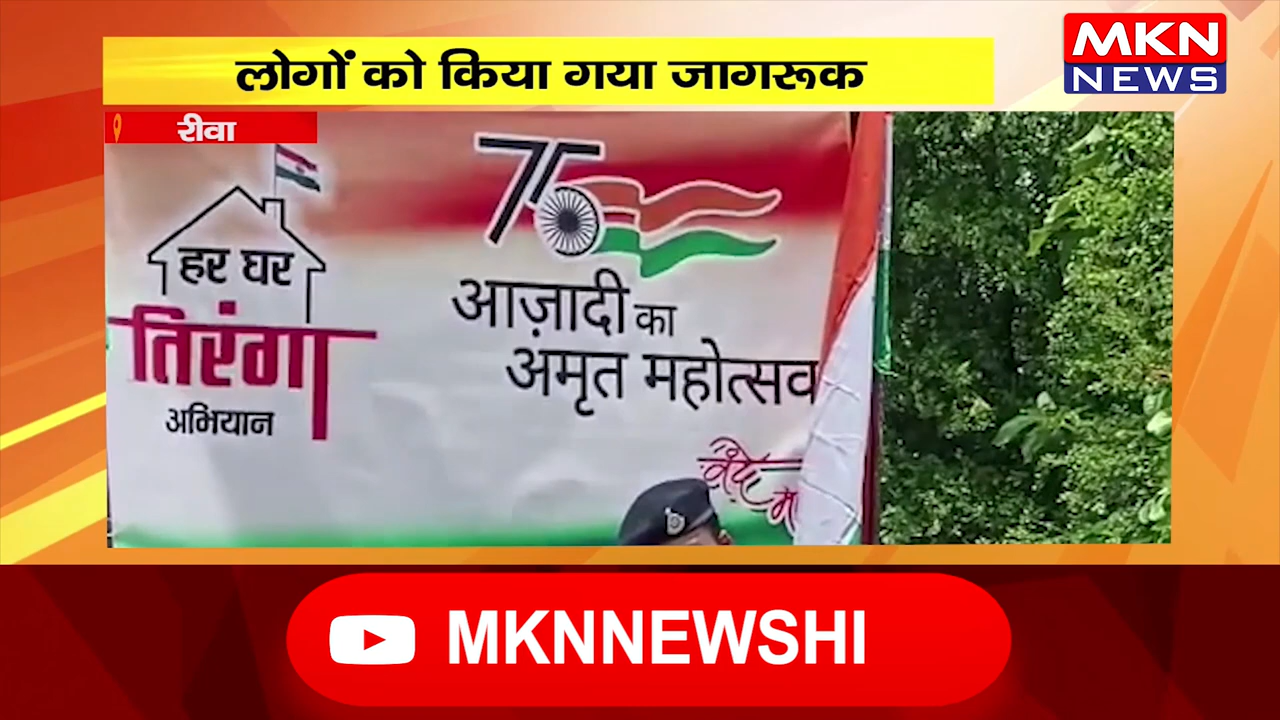 लोगों को किया गया जागरूक
MKN
NEWS
रीवा
हर घर
तिरंगा
अभियान
75
आज़ादी का
अमृत महोत्सव
वंदे
MKNNEWSHI